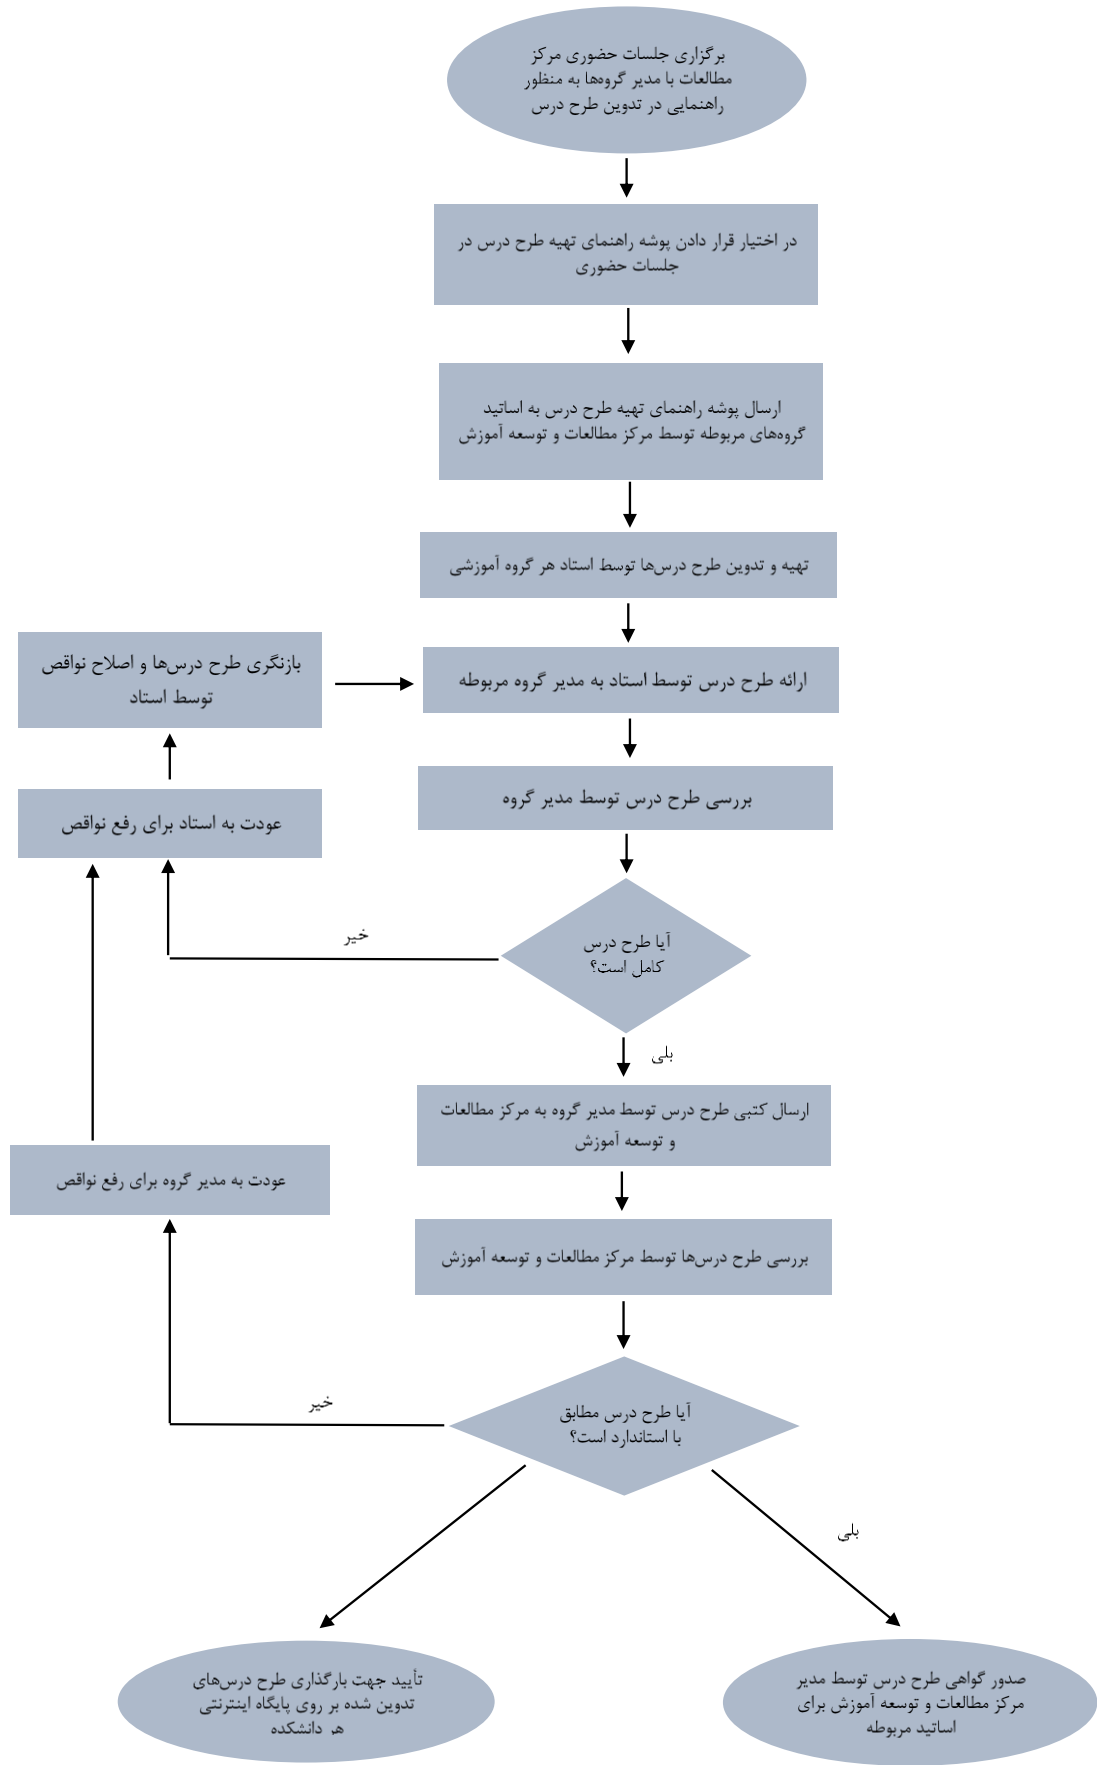 برگزاری جلسات حضوری مرکز
مطالعات با مدیر گروه‌ها به منظور
راهنمایی در تدوین طرح درس
در اختیار قرار دادن پوشه راهنمای تهیه طرح درس در
جلسات حضوری
ارسال پوشه راهنمای تهیه طرح درس به اساتید
گروه‌های مربوطه توسط مرکز مطالعات و توسعه آموزش
تهیه و تدوین طرح درس‌ها توسط استاد هر گروه آموزشی
ارائه طرح درس توسط استاد به مدیر گروه مربوطه
بازنگری طرح درس‌ها و اصلاح نواقص
توسط استاد
بررسی طرح درس توسط مدیر گروه
عودت به استاد برای رفع نواقص
آیا طرح درس
کامل است؟
خیر
بلی
ارسال کتبی طرح درس توسط مدیر گروه به مرکز مطالعات
و توسعه آموزش
عودت به مدیر گروه برای رفع نواقص
بررسی طرح درس‌ها توسط مرکز مطالعات و توسعه آموزش
آیا طرح درس مطابق
با استاندارد است؟
خیر
بلی
صدور گواهی طرح درس توسط مدیر
مرکز مطالعات و توسعه آموزش برای
اساتید مربوطه
تأیید جهت بارگذاری طرح درس‌های
تدوین شده بر روی پایگاه اینترنتی
هر دانشکده